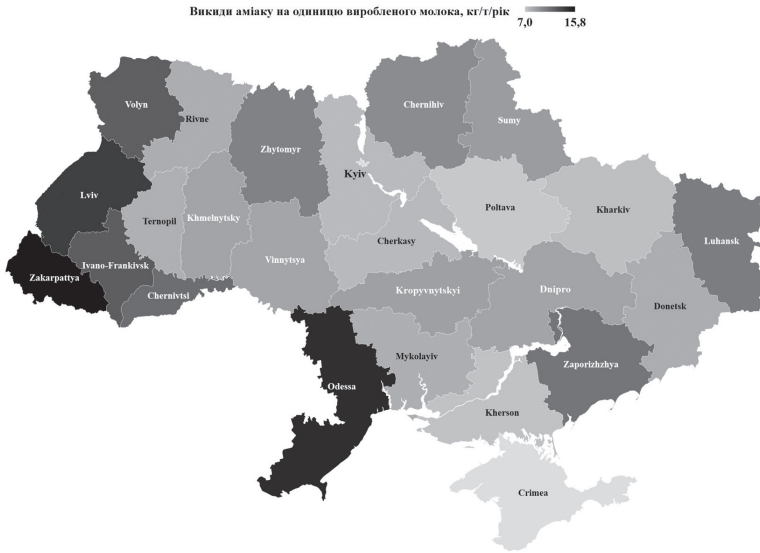 Викиди аміаку на одиницю виробленого молока, кг/т/рік
7,0 15,8
Volyn
Rivne
Chernihiv
Sumy
Zhytomyr
Kyiv
Lviv
Ternopil
Khmelnytsky
Poltava
Kharkiv
Cherkasy
Luhansk
Ivano-Frankivsk
Zakarpattya
Vinnytsya
Chernivtsi
Kropyvnytskyi
Dnipro
Donetsk
Mykolayiv
Zaporizhzhya
Odessa
Kherson
Crimea